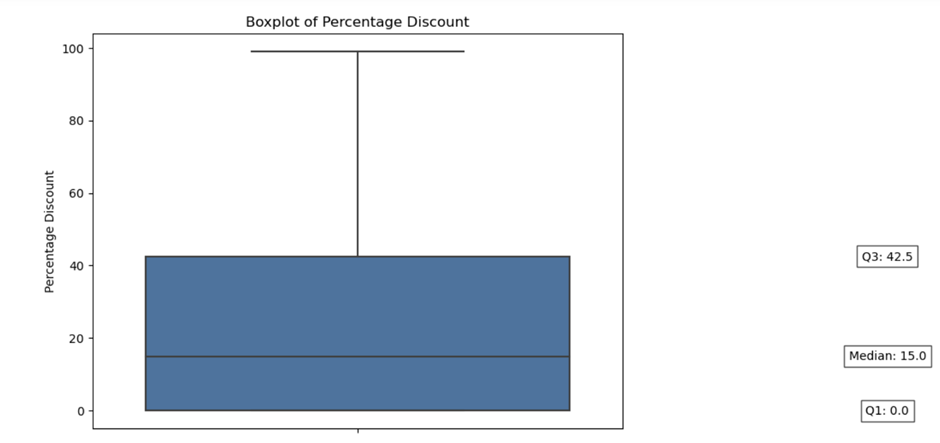 Boxplot of Percentage Discount
100
80
60
40
20
0
Percentage Discount
Q3: 42.5
Median: 15.0
Q1: 0.0